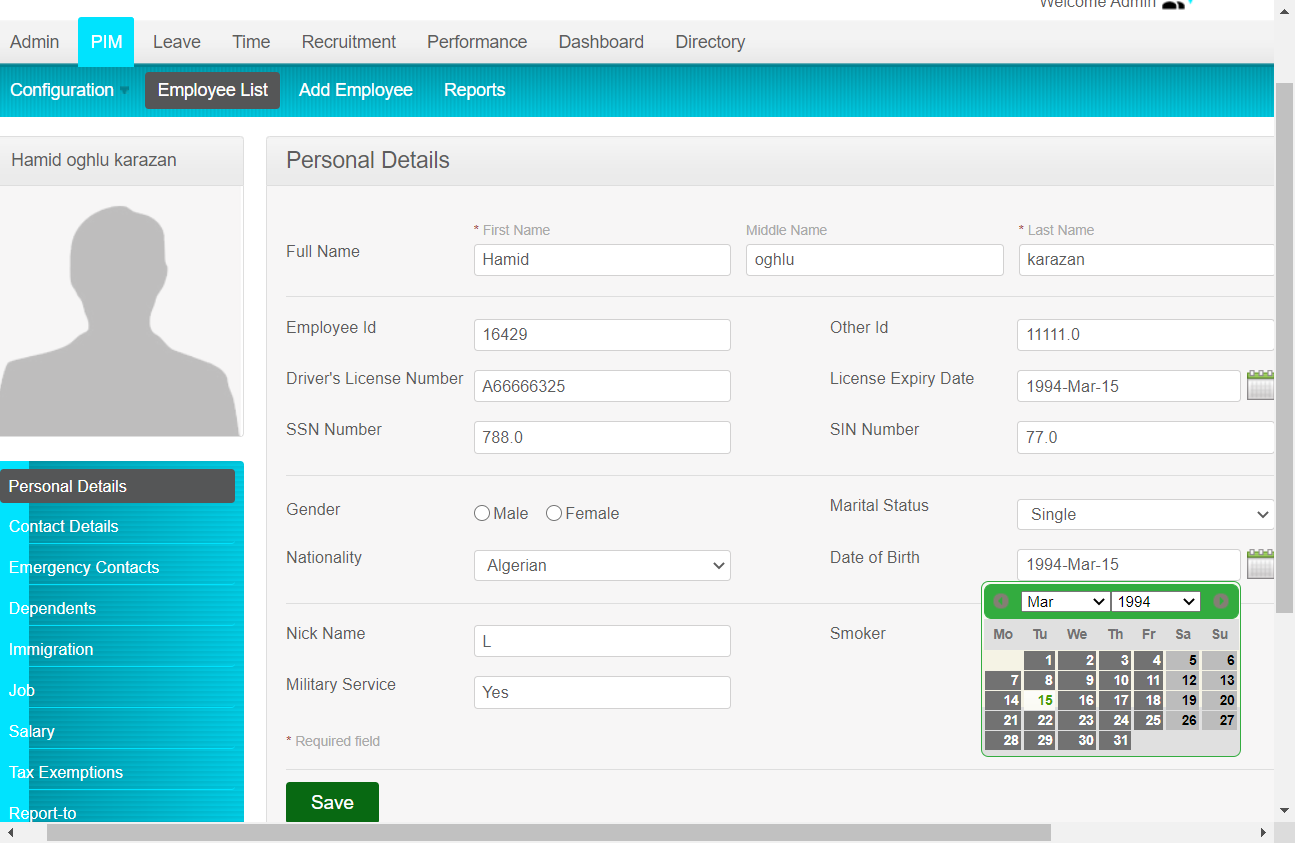 Welcome Admin
Admin PIM Leave Time Recruitment Performance Dashboard Directory
Configuration Employee List Add Employee Reports
Hamid oghlu karazan
Personal Details
* First Name Middle Name * Last Name
Full Name Hamid oghlu karazan
Employee Id 16429 Other Id 11111.0
Driver's License Number A66666325 License Expiry Date 1994-Mar-15
SSN Number 788.0 SIN Number 77.0
Gender Male Female Marital Status Single
Nationality Algerian Date of Birth 1994-Mar-15
Mar 1994
Mo Tu We Th Fr Sa Su
1 2 3 4 5 6
7 8 9 10 11 12 13
14 15 16 17 18 19 20
21 22 23 24 25 26 27
28 29 30 31
Nick Name L Smoker
Military Service Yes
* Required field
Save
Personal Details
Contact Details
Emergency Contacts
Dependents
Immigration
Job
Salary
Tax Exemptions
Report-to